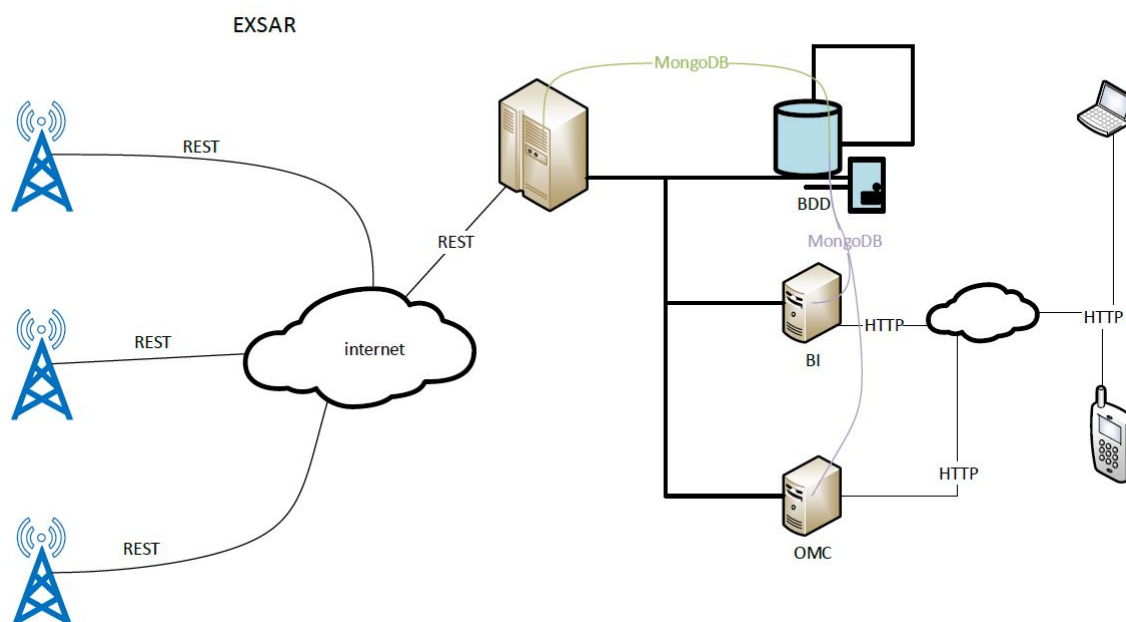 EXSAR
MongoDB
REST
REST
BDD
MongoDB
HTTP
HTTP
REST
internet
BI
HTTP
REST
OMC